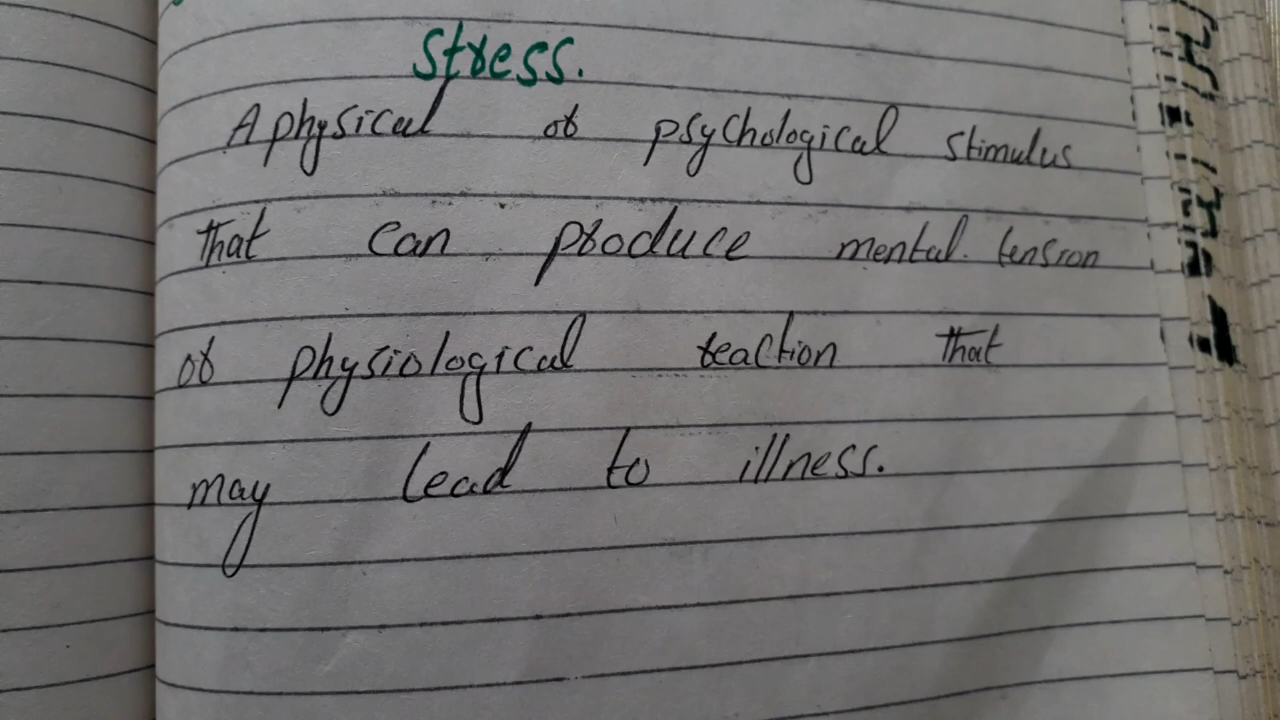 Stress.
A physical or psychological stimulus
that can produce mental tension
or physiological reaction that
may lead to illness.